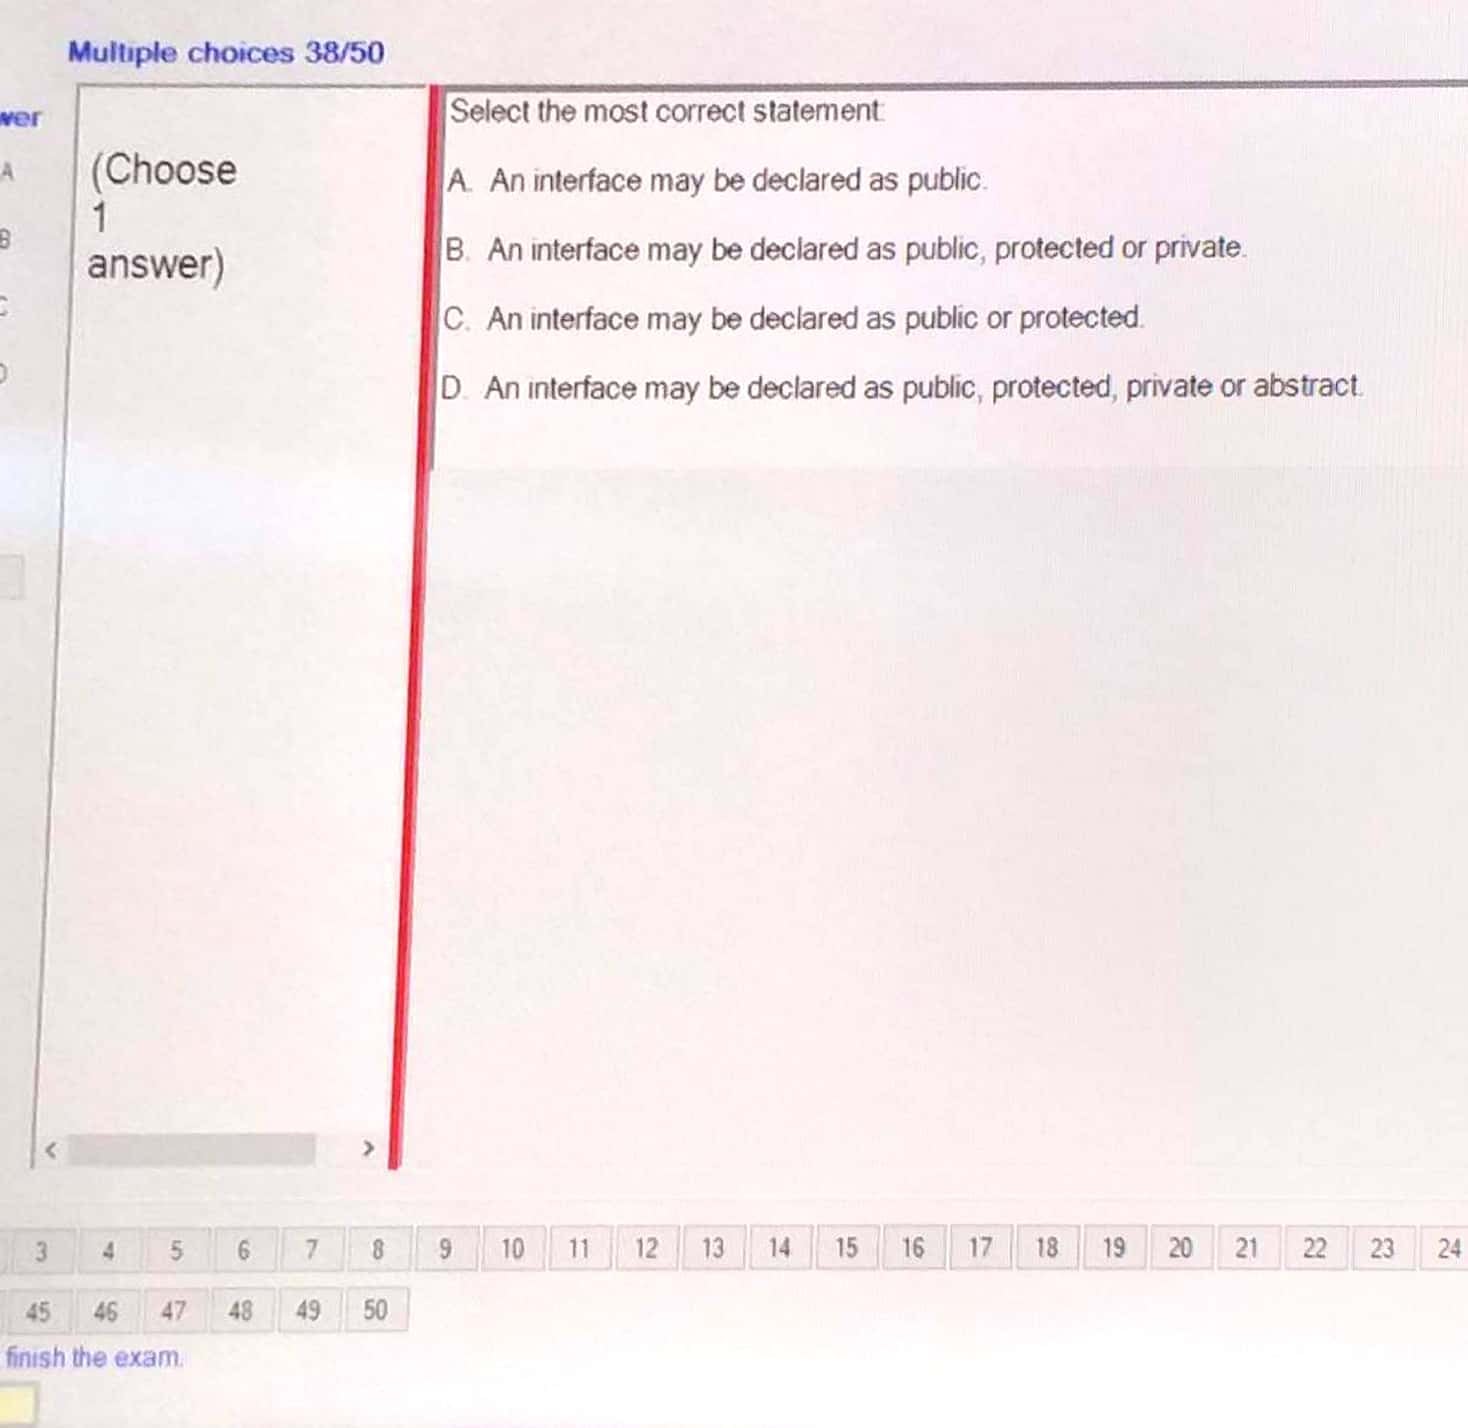 Multiple choices 38/50
A
B
(Choose
1
answer)
Select the most correct statement:
A. An interface may be declared as public.
B. An interface may be declared as public, protected or private.
C. An interface may be declared as public or protected.
D. An interface may be declared as public, protected, private or abstract.
< >
3 4 5 6 7 8 9 10 11 12 13 14 15 16 17 18 19 20 21 22 23 24
45 46 47 48 49 50
finish the exam.